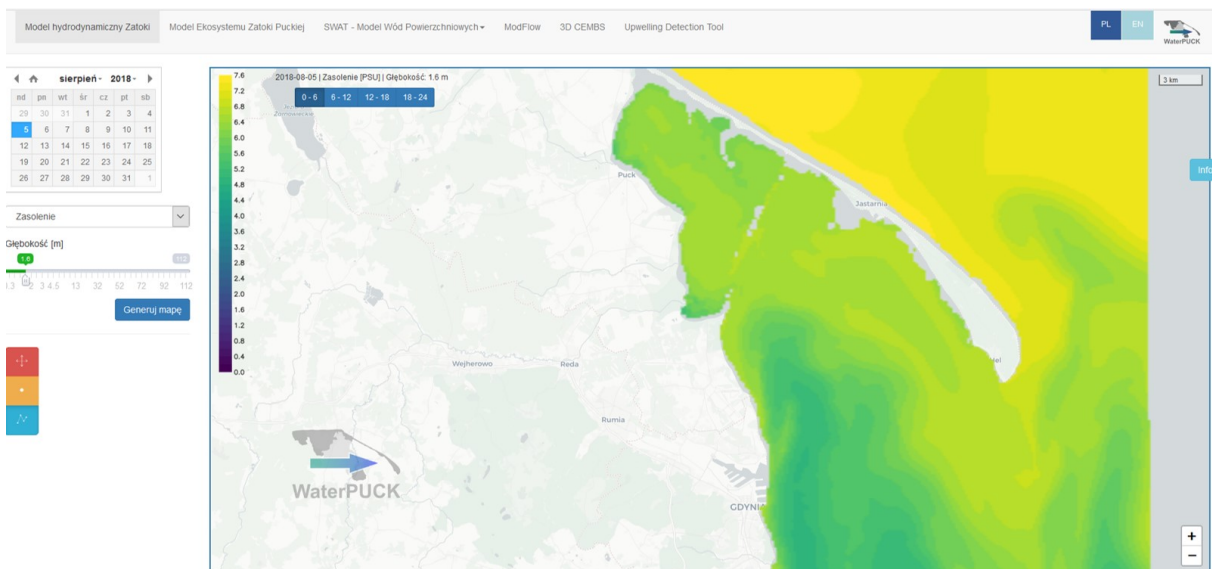 Model hydrodynamiczny Zatoki Model Ekosystemu Zatoki Puckiej SWAT - Model Wód Powierzchniowych ModFlow 3D CEMBS Upwelling Detection Tool PL EN
WaterPUCK
sierpień 2018
nd pn wt śr cz pt sb
29 30 31 1 2 3 4
5 6 7 8 9 10 11
12 13 14 15 16 17 18
19 20 21 22 23 24 25
26 27 28 29 30 31 1
Zasolenie
Głębokość [m]
1.6 112
2 3 4.5 13 32 52 72 92 112
Generuj mapę
2018-08-05 | Zasolenie [PSU] | Głębokość: 1.6 m
0 - 6 6 - 12 12 - 18 18 - 24
7.6
7.2
6.8
6.4
6.0
5.6
5.2
4.8
4.4
4.0
3.6
3.2
2.8
2.4
2.0
1.6
1.2
0.8
0.4
0.0
3 km
Info
Puck
Jastarnia
Wejherowo
Reda
Rumia
GDYNI
WaterPUCK
+
−